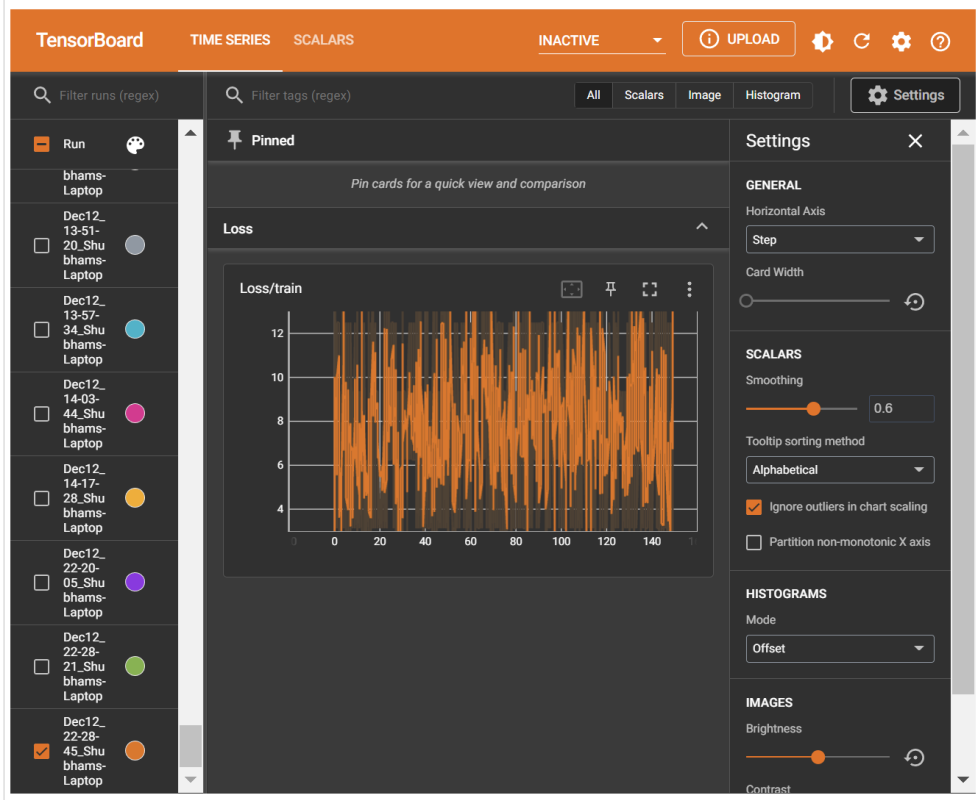 TensorBoard
TIME SERIES
SCALARS
INACTIVE
UPLOAD
Filter runs (regex)
Filter tags (regex)
All
Scalars
Image
Histogram
Settings
Run
bhams-
Laptop
Dec12_
13-51-
20_Shu
bhams-
Laptop
Dec12_
13-57-
34_Shu
bhams-
Laptop
Dec12_
14-03-
44_Shu
bhams-
Laptop
Dec12_
14-17-
28_Shu
bhams-
Laptop
Dec12_
22-20-
05_Shu
bhams-
Laptop
Dec12_
22-28-
21_Shu
bhams-
Laptop
Dec12_
22-28-
45_Shu
bhams-
Laptop
Pinned
Pin cards for a quick view and comparison
Loss
Loss/train
12
10
8
6
4
0 20 40 60 80 100 120 140
Settings
GENERAL
Horizontal Axis
Step
Card Width
SCALARS
Smoothing
0.6
Tooltip sorting method
Alphabetical
Ignore outliers in chart scaling
Partition non-monotonic X axis
HISTOGRAMS
Mode
Offset
IMAGES
Brightness
Contrast